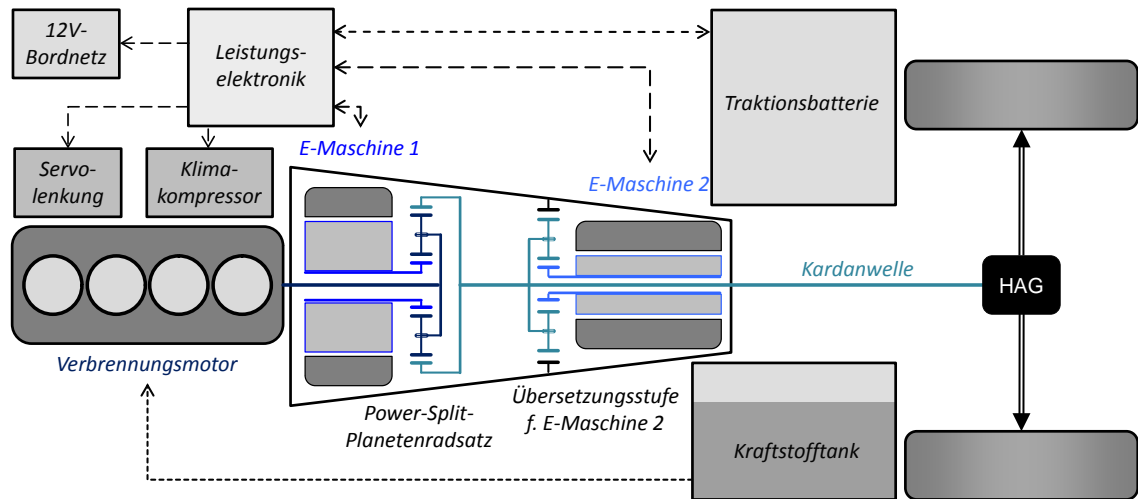 12V-
Bordnetz
Leistungs-
elektronik
Traktionsbatterie
E-Maschine 1
Servo-
lenkung
Klima-
kompressor
E-Maschine 2
Kardanwelle
HAG
Verbrennungsmotor
Power-Split-
Planetenradsatz
Übersetzungsstufe
f. E-Maschine 2
Kraftstofftank